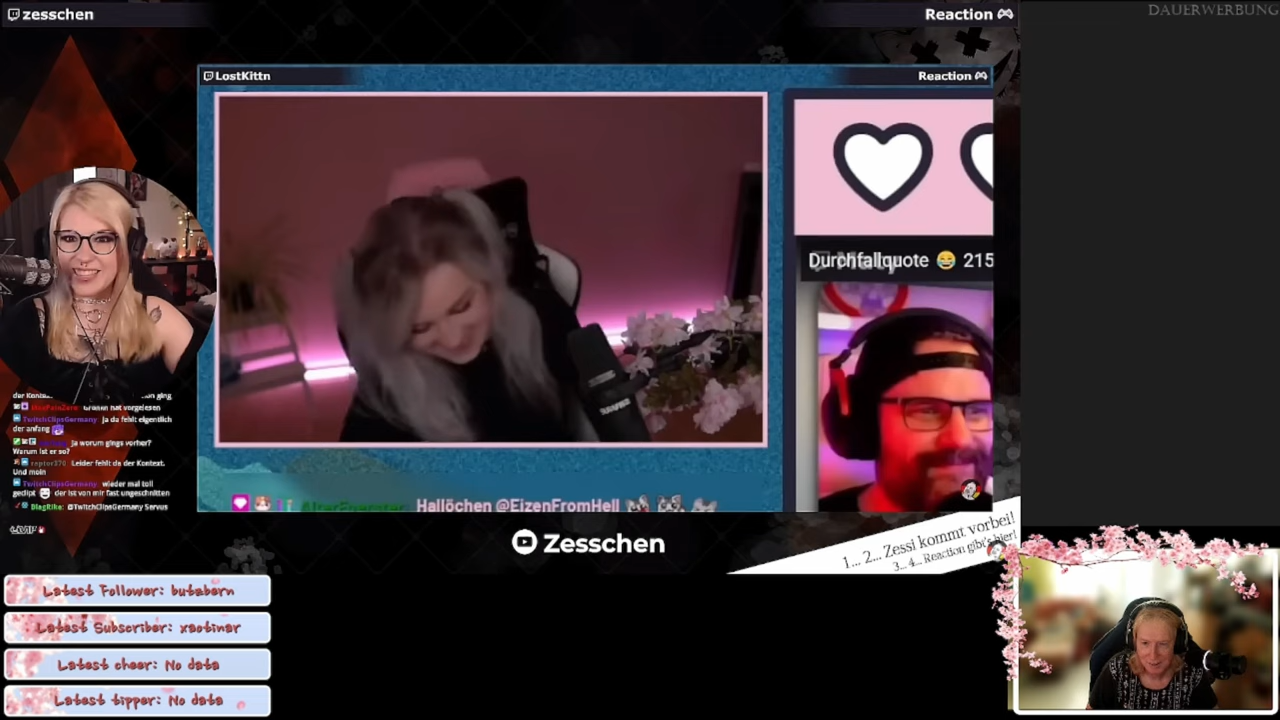 zesschen
Reaction
DAUERWERBUNG
LostKittn
Reaction
Durchfallquote 😂 215
Hallöchen @EizenFromHell
TwitchClipsGermany Ja da fehlt eigentlich
der anfang
Ja worum gings vorher?
Warum ist er so?
Leider fehlt da der Kontext.
Und moin
TwitchClipsGermany wieder mal toll
geclipt der ist von mir fast ungeschnitten
BlagRika: @TwitchClipsGermany Servus
Zesschen
1... 2... Zessi kommt vorbei!
3... 4... Reaction gibt's hier!
Latest Follower: butabern
Latest Subscriber: xaotinar
Latest cheer: No data
Latest tipper: No data